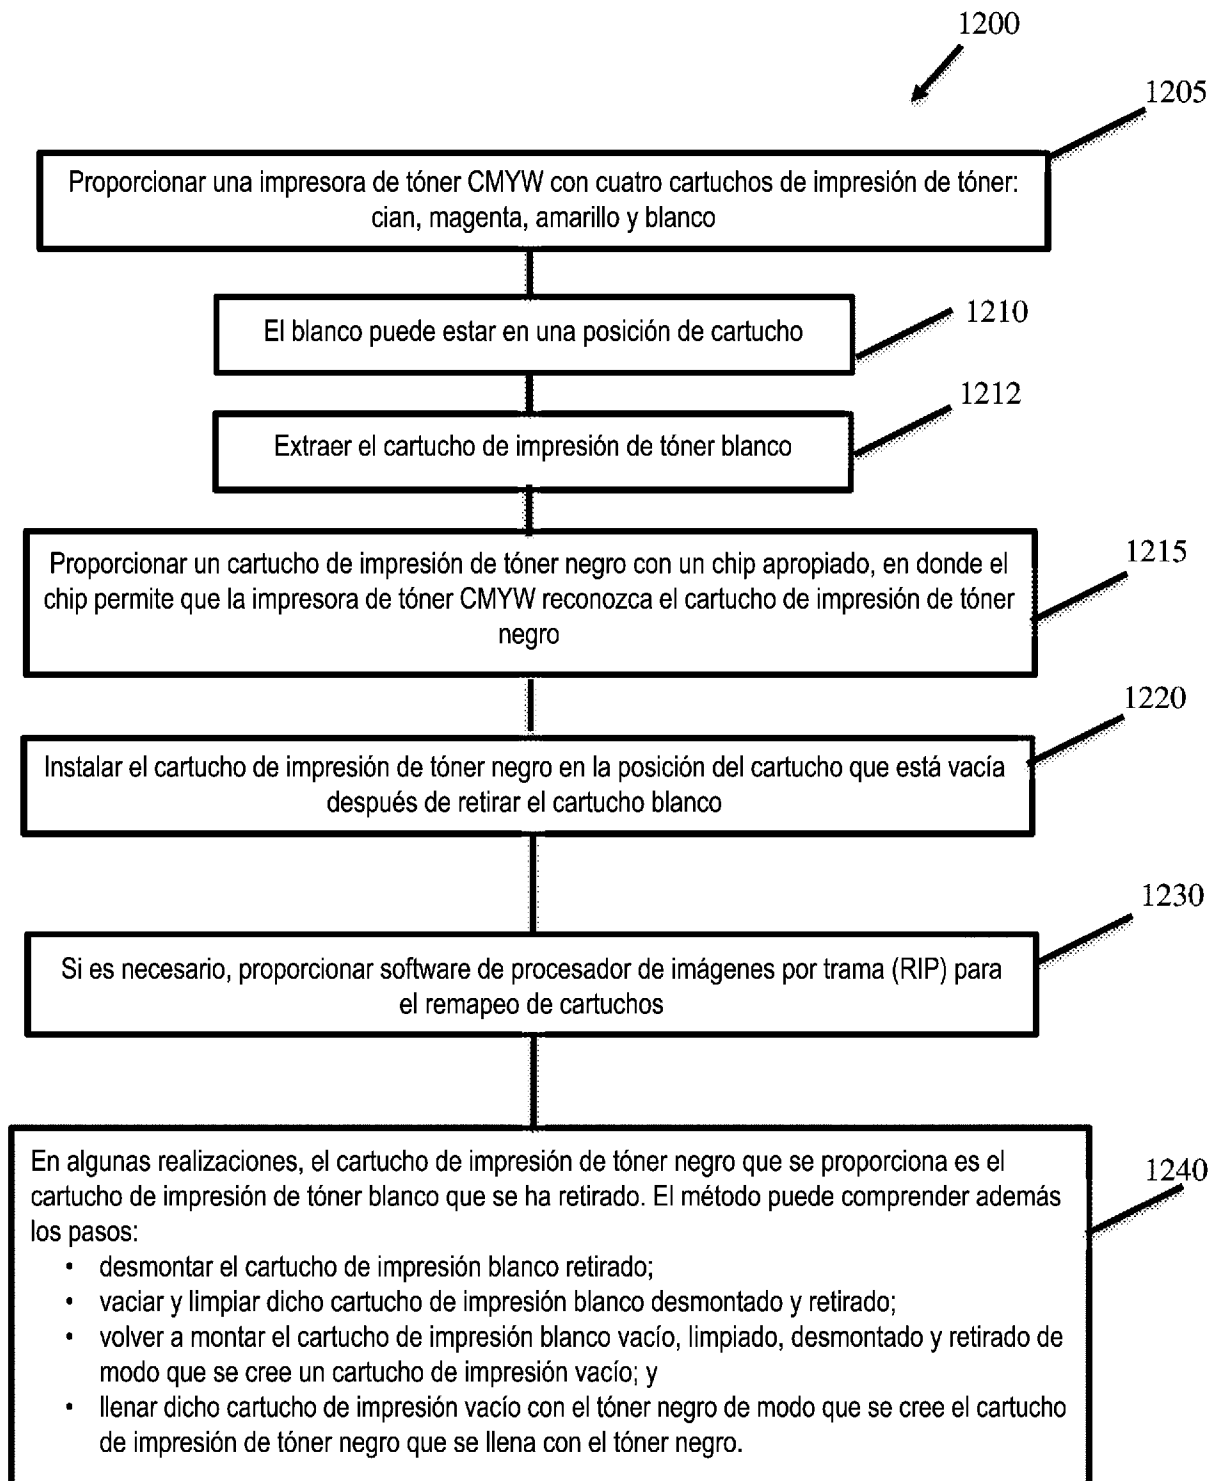 1200
1205
Proporcionar una impresora de tóner CMYW con cuatro cartuchos de impresión de tóner:
cian, magenta, amarillo y blanco
1210
El blanco puede estar en una posición de cartucho
1212
Extraer el cartucho de impresión de tóner blanco
1215
Proporcionar un cartucho de impresión de tóner negro con un chip apropiado, en donde el
chip permite que la impresora de tóner CMYW reconozca el cartucho de impresión de tóner
negro
1220
Instalar el cartucho de impresión de tóner negro en la posición del cartucho que está vacía
después de retirar el cartucho blanco
1230
Si es necesario, proporcionar software de procesador de imágenes por trama (RIP) para
el remapeo de cartuchos
1240
En algunas realizaciones, el cartucho de impresión de tóner negro que se proporciona es el
cartucho de impresión de tóner blanco que se ha retirado. El método puede comprender además
los pasos:
• desmontar el cartucho de impresión blanco retirado;
• vaciar y limpiar dicho cartucho de impresión blanco desmontado y retirado;
• volver a montar el cartucho de impresión blanco vacío, limpiado, desmontado y retirado de
modo que se cree un cartucho de impresión vacío; y
• llenar dicho cartucho de impresión vacío con el tóner negro de modo que se cree el cartucho
de impresión de tóner negro que se llena con el tóner negro.